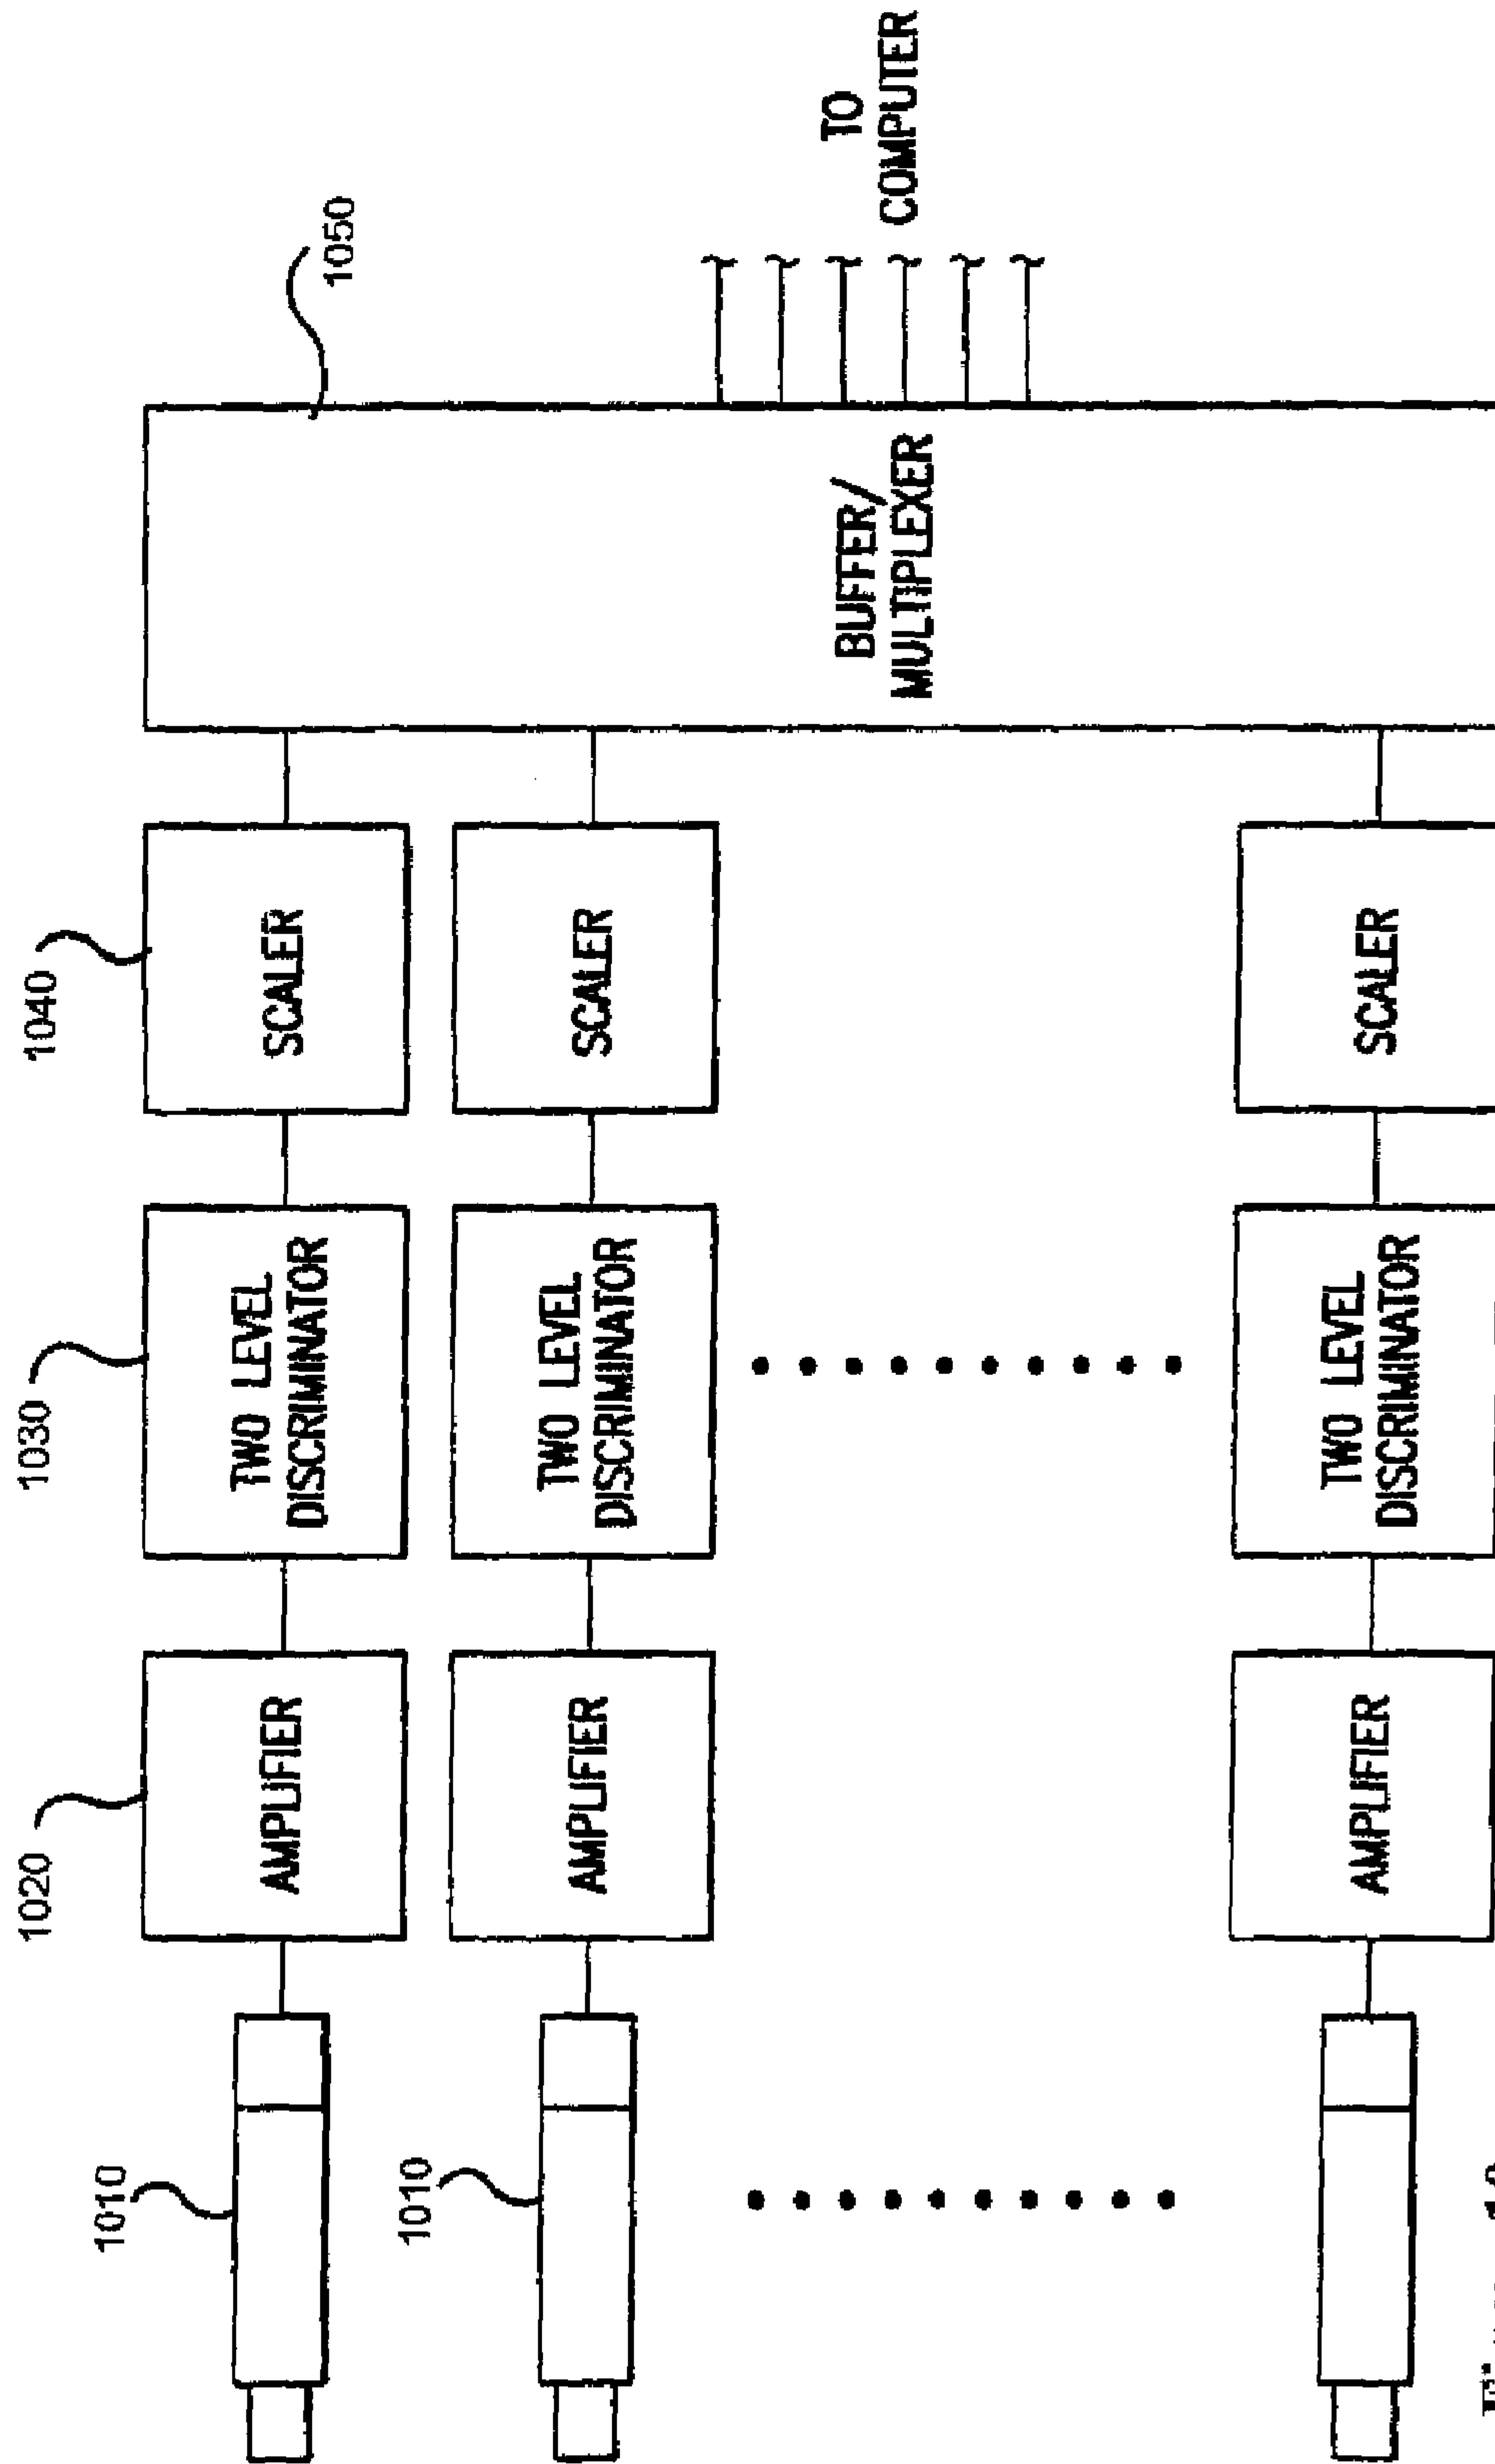 1010
1020
1030
1040
1050
AMPLIFIER
TWO LEVEL
DISCRIMINATOR
SCALER
1010
AMPLIFIER
TWO LEVEL
DISCRIMINATOR
SCALER
BUFFER/
MULTIPLEXER
TO
COMPUTER
AMPLIFIER
TWO LEVEL
DISCRIMINATOR
SCALER